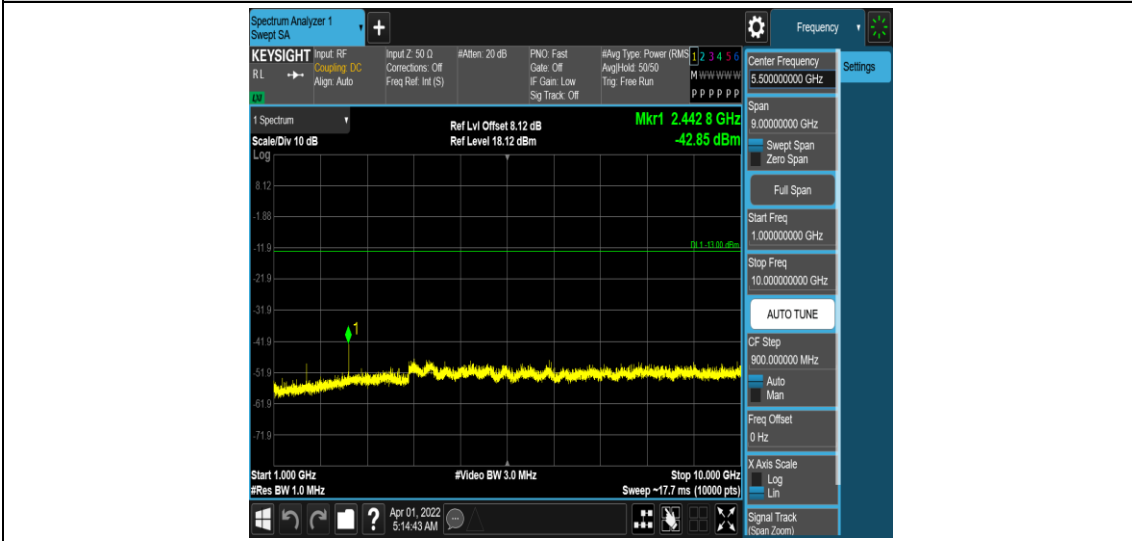 Spectrum Analyzer 1
Swept SA
+
Frequency
KEYSIGHT
RL
LXI
Input: RF
Coupling: DC
Align: Auto
Input Z: 50 Ω
Corrections: Off
Freq Ref: Int (S)
#Atten: 20 dB
PNO: Fast
Gate: Off
IF Gain: Low
Sig Track: Off
#Avg Type: Power (RMS
Avg|Hold: 50/50
Trig: Free Run
1 2 3 4 5 6
M W W W W W
P P P P P P
1 Spectrum
Scale/Div 10 dB
Log
Ref Lvl Offset 8.12 dB
Ref Level 18.12 dBm
Mkr1 2.442 8 GHz
-42.85 dBm
8.12
-1.88
-11.9
-21.9
-31.9
-41.9
-51.9
-61.9
-71.9
DL1 -13.00 dBm
1
Start 1.000 GHz
#Res BW 1.0 MHz
#Video BW 3.0 MHz
Stop 10.000 GHz
Sweep ~17.7 ms (10000 pts)
?
Apr 01, 2022
5:14:43 AM
Center Frequency
5.500000000 GHz
Settings
Span
9.00000000 GHz
Swept Span
Zero Span
Full Span
Start Freq
1.000000000 GHz
Stop Freq
10.000000000 GHz
AUTO TUNE
CF Step
900.000000 MHz
Auto
Man
Freq Offset
0 Hz
X Axis Scale
Log
Lin
Signal Track
(Span Zoom)